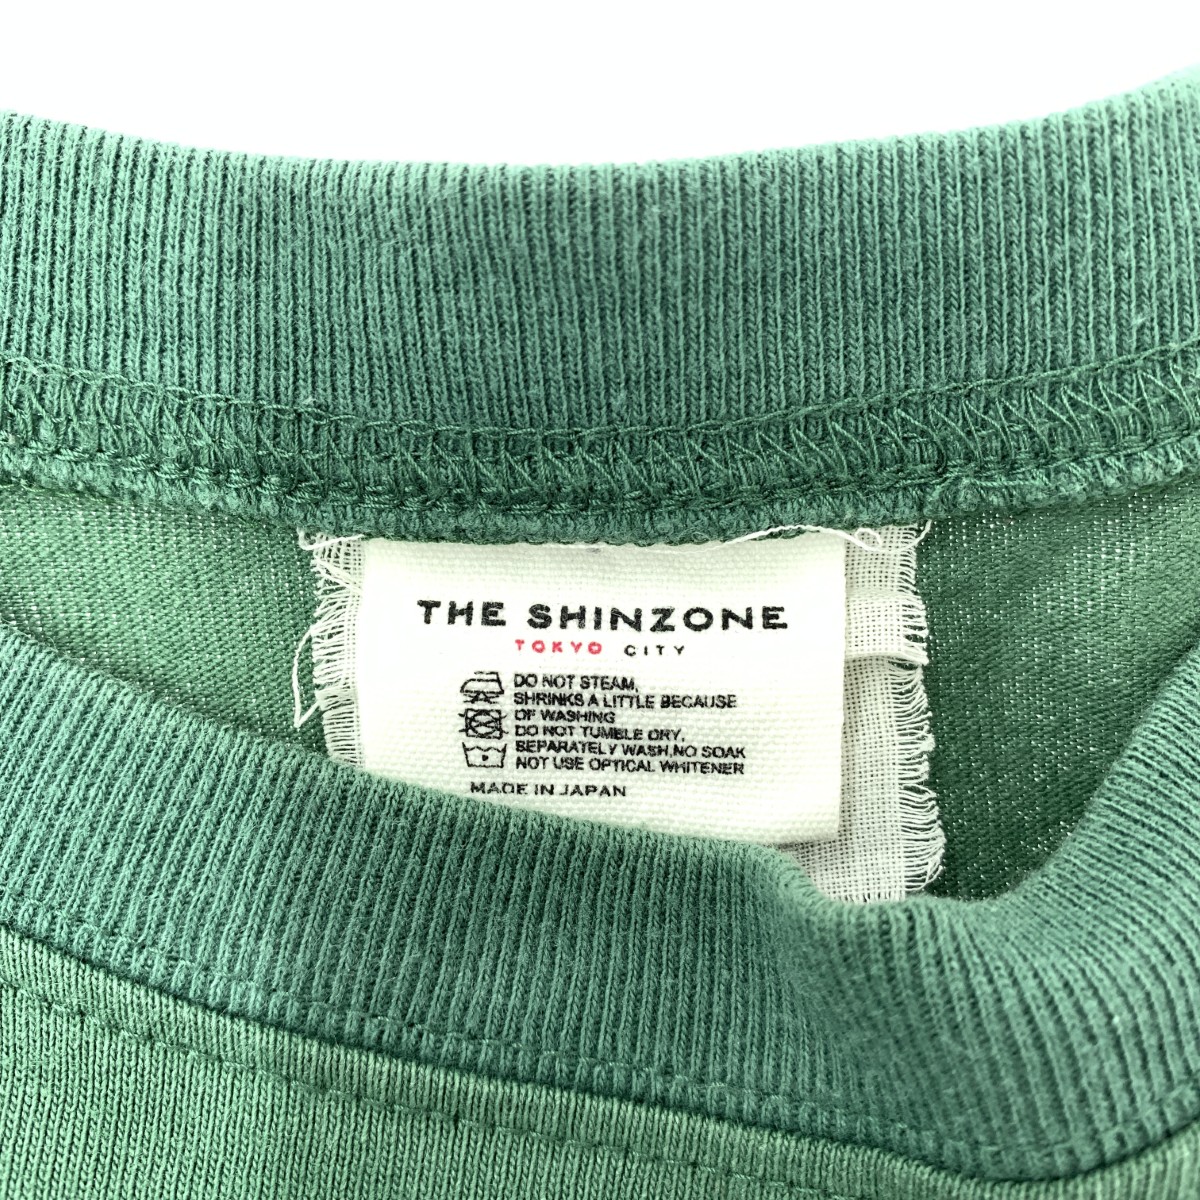 THE SHINZONE
TOKYO CITY
DO NOT STEAM,
SHRINKS A LITTLE BECAUSE
OF WASHING
DO NOT TUMBLE DRY,
SEPARATELY WASH,NO SOAK
NOT USE OPTICAL WHITENER
MADE IN JAPAN